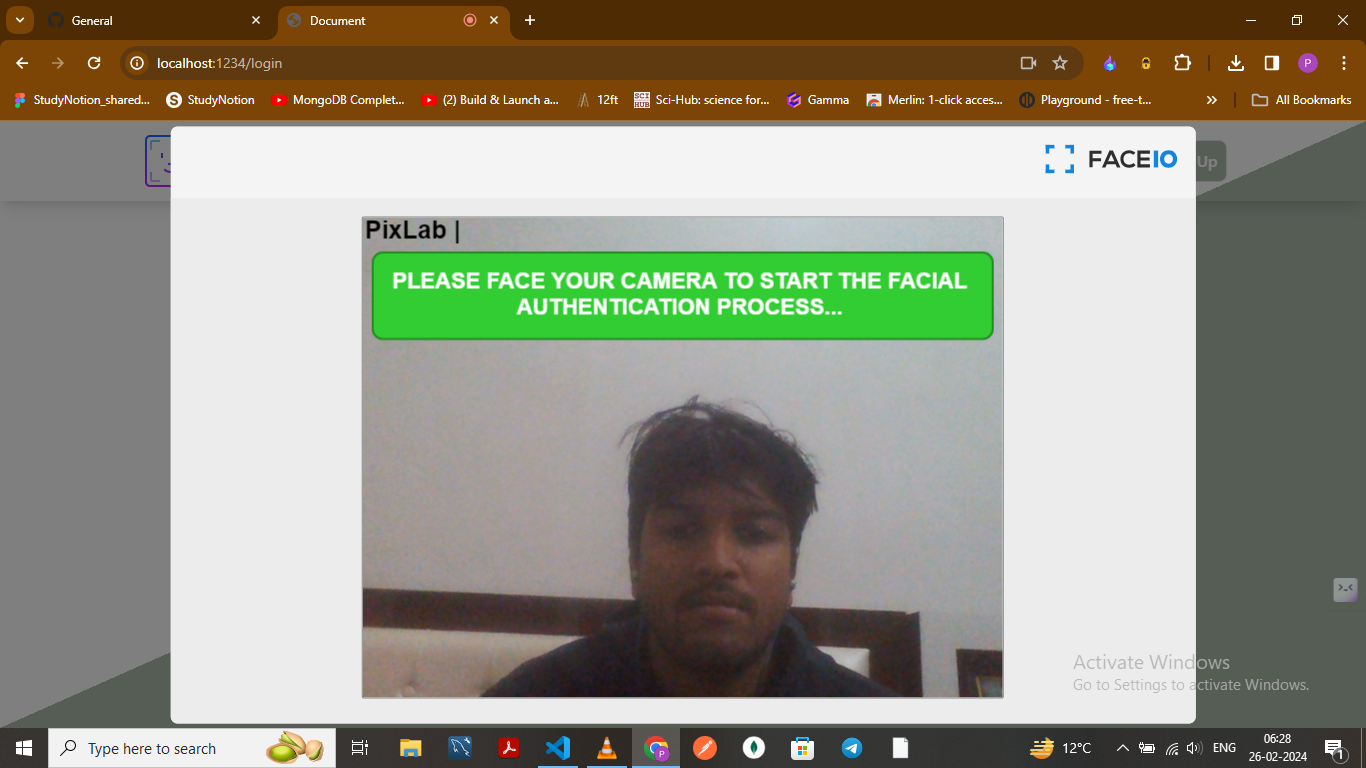 General
Document
localhost:1234/login
P
StudyNotion_shared...
StudyNotion
MongoDB Complet...
(2) Build & Launch a...
12ft
SCI HUB
Sci-Hub: science for...
Gamma
Merlin: 1-click acces...
Playground - free-t...
»
All Bookmarks
FACEIO
Up
PixLab |
PLEASE FACE YOUR CAMERA TO START THE FACIAL
AUTHENTICATION PROCESS...
Activate Windows
Go to Settings to activate Windows.
Type here to search
P
12°C
ENG
06:28
26-02-2024
1